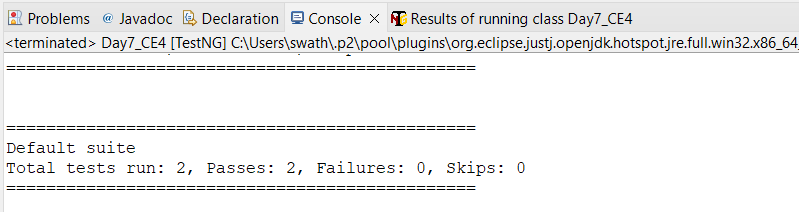 Problems @ Javadoc Declaration Console × Results of running class Day7_CE4
<terminated> Day7_CE4 [TestNG] C:\Users\swath\.p2\pool\plugins\org.eclipse.justj.openjdk.hotspot.jre.full.win32.x86_64_
===============================================
===============================================
Default suite
Total tests run: 2, Passes: 2, Failures: 0, Skips: 0
===============================================